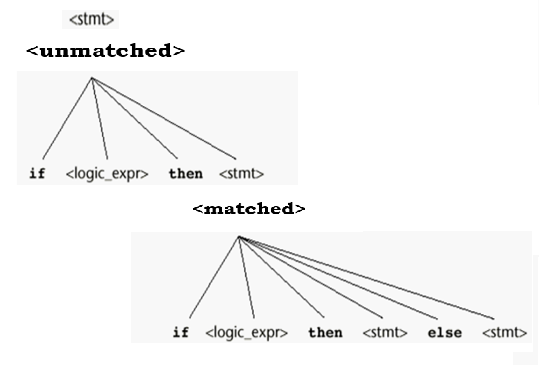 <stmt>
<unmatched>
if <logic_expr> then <stmt>
<matched>
if <logic_expr> then <stmt> else <stmt>